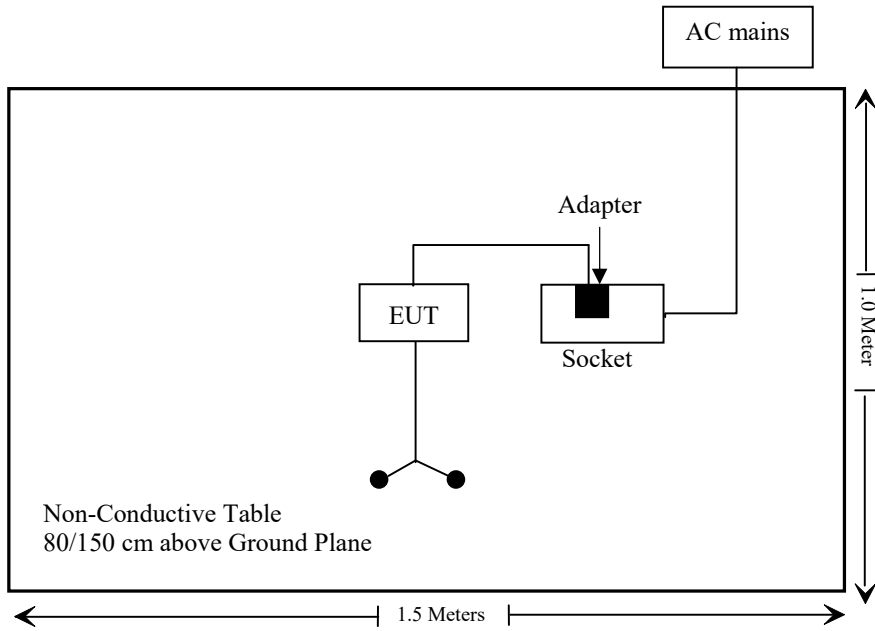 AC mains
Adapter
EUT
Socket
1.0 Meter
Non-Conductive Table
80/150 cm above Ground Plane
1.5 Meters